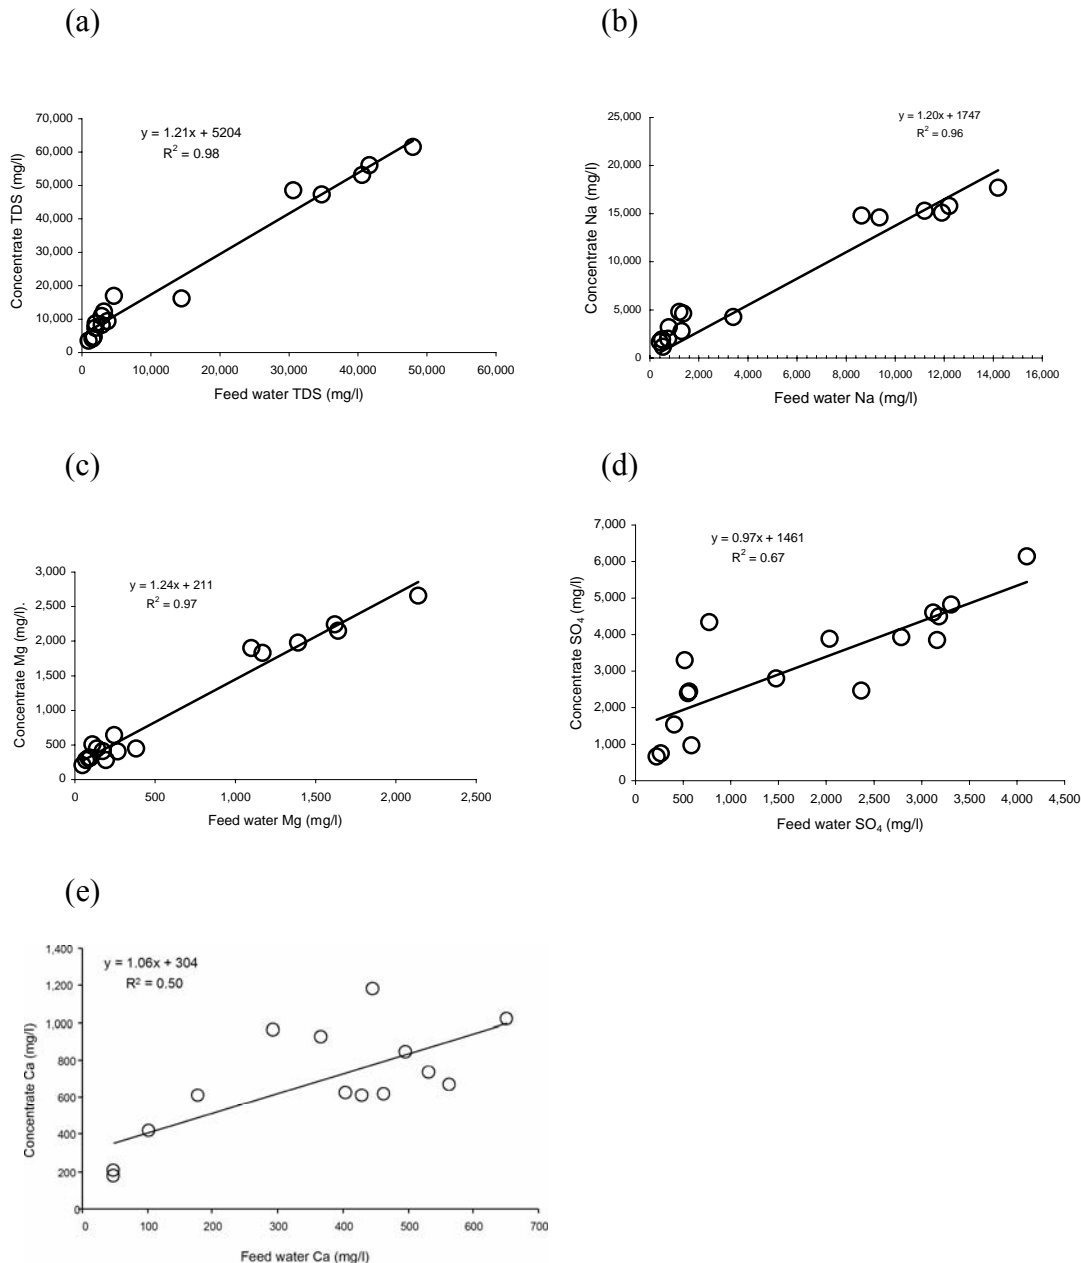 (a)
70,000
60,000
50,000
40,000
30,000
20,000
10,000
0
0 10,000 20,000 30,000 40,000 50,000 60,000
Concentrate TDS (mg/l)
Feed water TDS (mg/l)
y = 1.21x + 5204
R² = 0.98
(b)
25,000
20,000
15,000
10,000
5,000
0
0 2,000 4,000 6,000 8,000 10,000 12,000 14,000 16,000
Concentrate Na (mg/l)
Feed water Na (mg/l)
y = 1.20x + 1747
R² = 0.96
(c)
3,000
2,500
2,000
1,500
1,000
500
0
0 500 1,000 1,500 2,000 2,500
Concentrate Mg (mg/l).
Feed water Mg (mg/l)
y = 1.24x + 211
R² = 0.97
(d)
7,000
6,000
5,000
4,000
3,000
2,000
1,000
0
0 500 1,000 1,500 2,000 2,500 3,000 3,500 4,000 4,500
Concentrate SO₄ (mg/l)
Feed water SO₄ (mg/l)
y = 0.97x + 1461
R² = 0.67
(e)
1,400
1,200
1,000
800
600
400
200
0
0 100 200 300 400 500 600 700
Concentrate Ca (mg/l)
Feed water Ca (mg/l)
y = 1.06x + 304
R² = 0.50